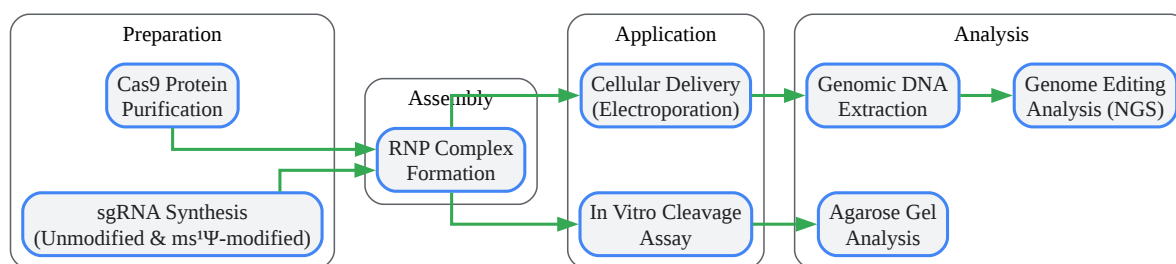 Preparation
Cas9 Protein
Purification
sgRNA Synthesis
(Unmodified & ms¹Ψ-modified)
Assembly
RNP Complex
Formation
Application
Cellular Delivery
(Electroporation)
In Vitro Cleavage
Assay
Analysis
Genomic DNA
Extraction
Genome Editing
Analysis (NGS)
Agarose Gel
Analysis